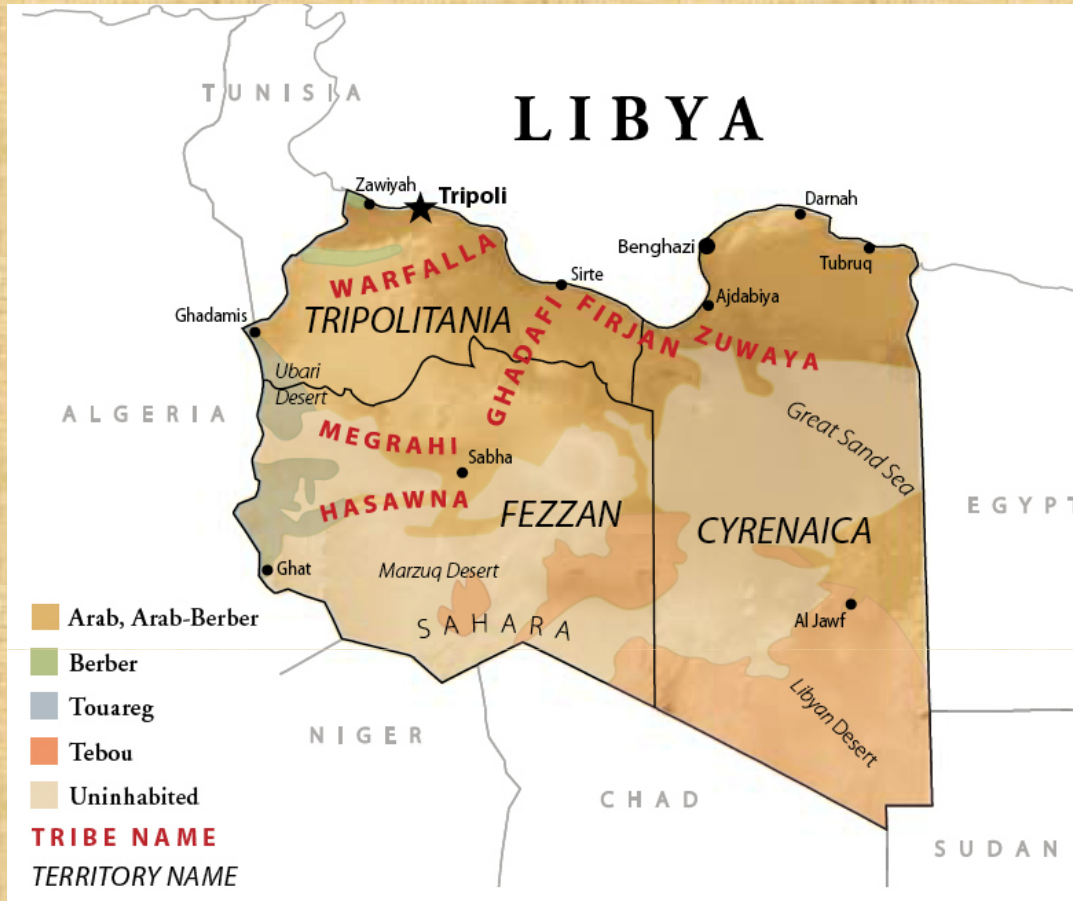 TUNISIA
LIBYA
Zawiyah
Tripoli
Darnah
Benghazi
Tubruq
WARFALLA
Sirte
Ajdabiya
Ghadamis
TRIPOLITANIA
GHADAFI
FIRJAN
ZUWAYA
Ubari
Desert
ALGERIA
Great Sand Sea
MEGRAHI
Sabha
HASAWNA
FEZZAN
CYRENAICA
EGYPT
Ghat
Marzuq Desert
SAHARA
Al Jawf
Libyan Desert
NIGER
CHAD
SUDAN
Arab, Arab-Berber
Berber
Touareg
Tebou
Uninhabited
TRIBE NAME
TERRITORY NAME